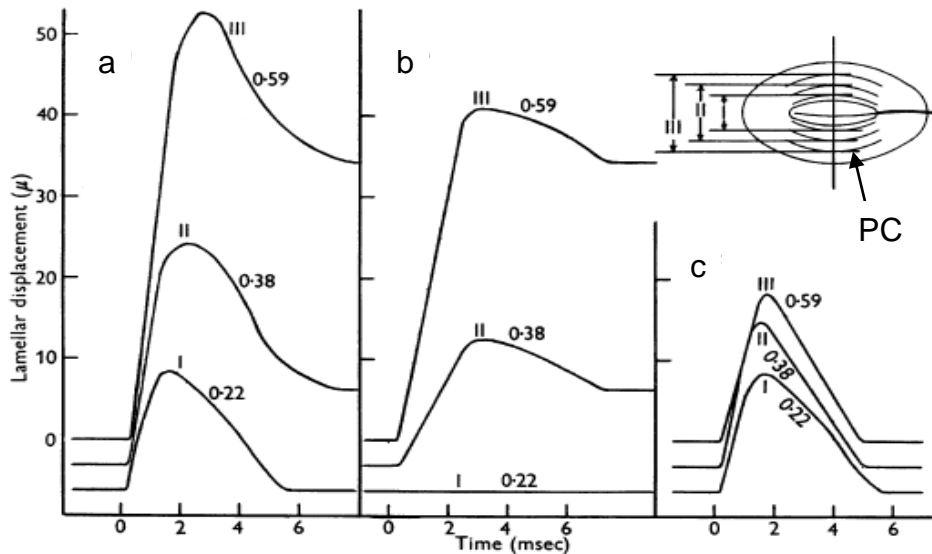 a
b
c
Lamellar displacement (μ)
50
40
30
20
10
0
III
0·59
II
0·38
I
0·22
0 2 4 6
III
0·59
II
0·38
I 0·22
0 2 4 6
Time (msec)
III
II
I
PC
III
0·59
II
0·38
I
0·22
0 2 4 6